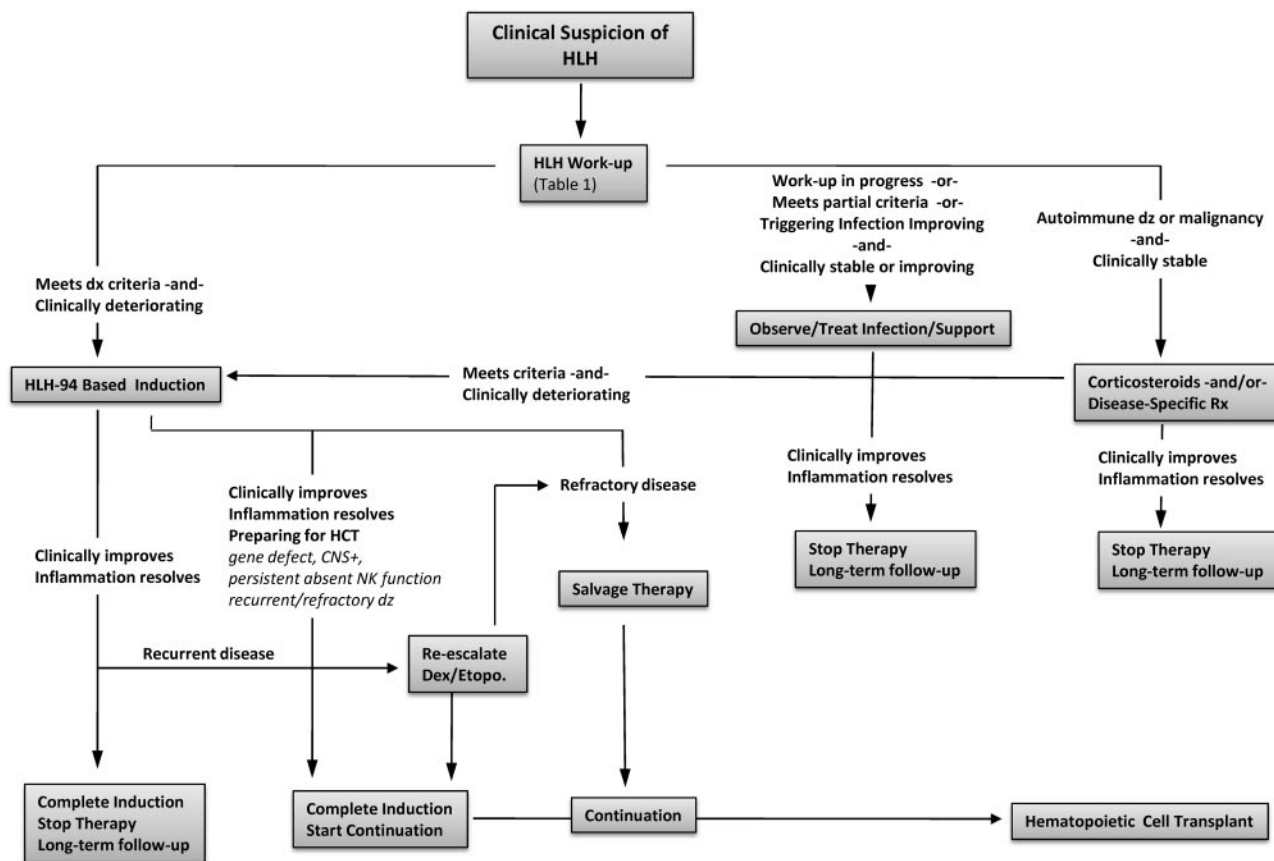 Clinical Suspicion of
HLH
HLH Work-up
(Table 1)
Work-up in progress -or-
Meets partial criteria -or-
Triggering Infection Improving
-and-
Clinically stable or improving
Autoimmune dz or malignancy
-and-
Clinically stable
Meets dx criteria -and-
Clinically deteriorating
Observe/Treat Infection/Support
HLH-94 Based Induction
Meets criteria -and-
Clinically deteriorating
Corticosteroids -and/or-
Disease-Specific Rx
Clinically improves
Inflammation resolves
Clinically improves
Inflammation resolves
Preparing for HCT
gene defect, CNS+,
persistent absent NK function
recurrent/refractory dz
Refractory disease
Clinically improves
Inflammation resolves
Clinically improves
Inflammation resolves
Stop Therapy
Long-term follow-up
Stop Therapy
Long-term follow-up
Salvage Therapy
Recurrent disease
Re-escalate
Dex/Etopo.
Complete Induction
Stop Therapy
Long-term follow-up
Complete Induction
Start Continuation
Continuation
Hematopoietic Cell Transplant